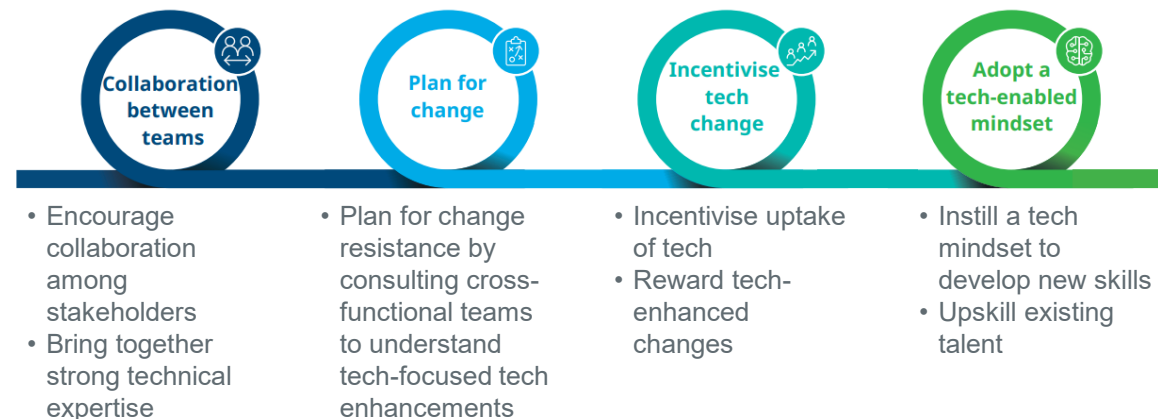 Collaboration
between
teams
Plan for
change
Incentivise
tech
change
Adopt a
tech-enabled
mindset
• Encourage
collaboration
among
stakeholders
• Bring together
strong technical
expertise
• Plan for change
resistance by
consulting cross-
functional teams
to understand
tech-focused tech
enhancements
• Incentivise uptake
of tech
• Reward tech-
enhanced
changes
• Instill a tech
mindset to
develop new skills
• Upskill existing
talent